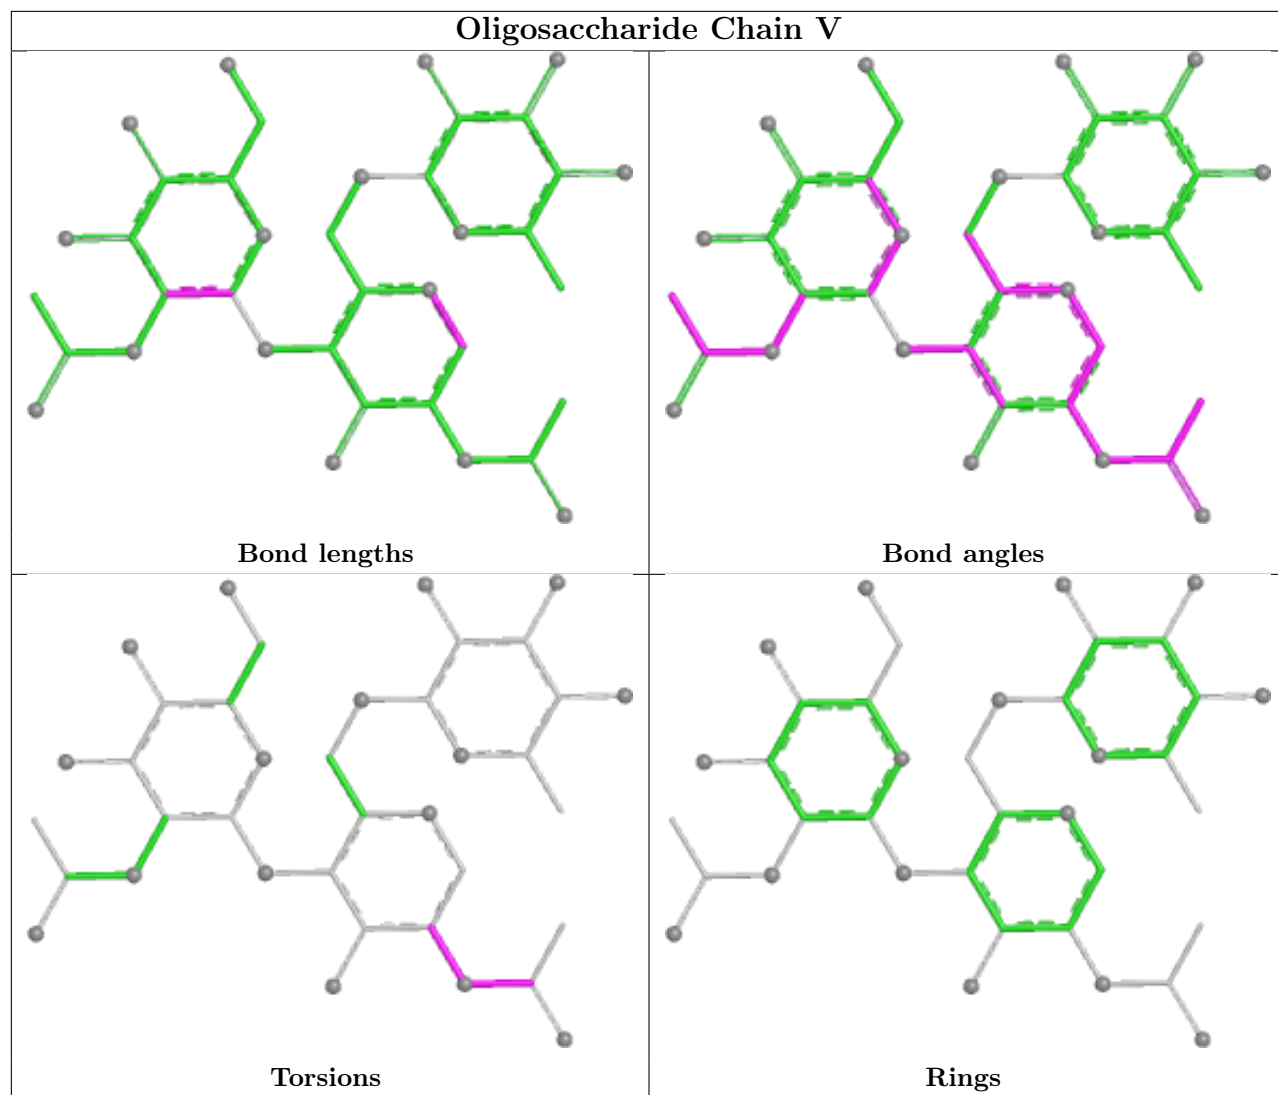 Oligosaccharide Chain V
Bond lengths
Bond angles
Torsions
Rings